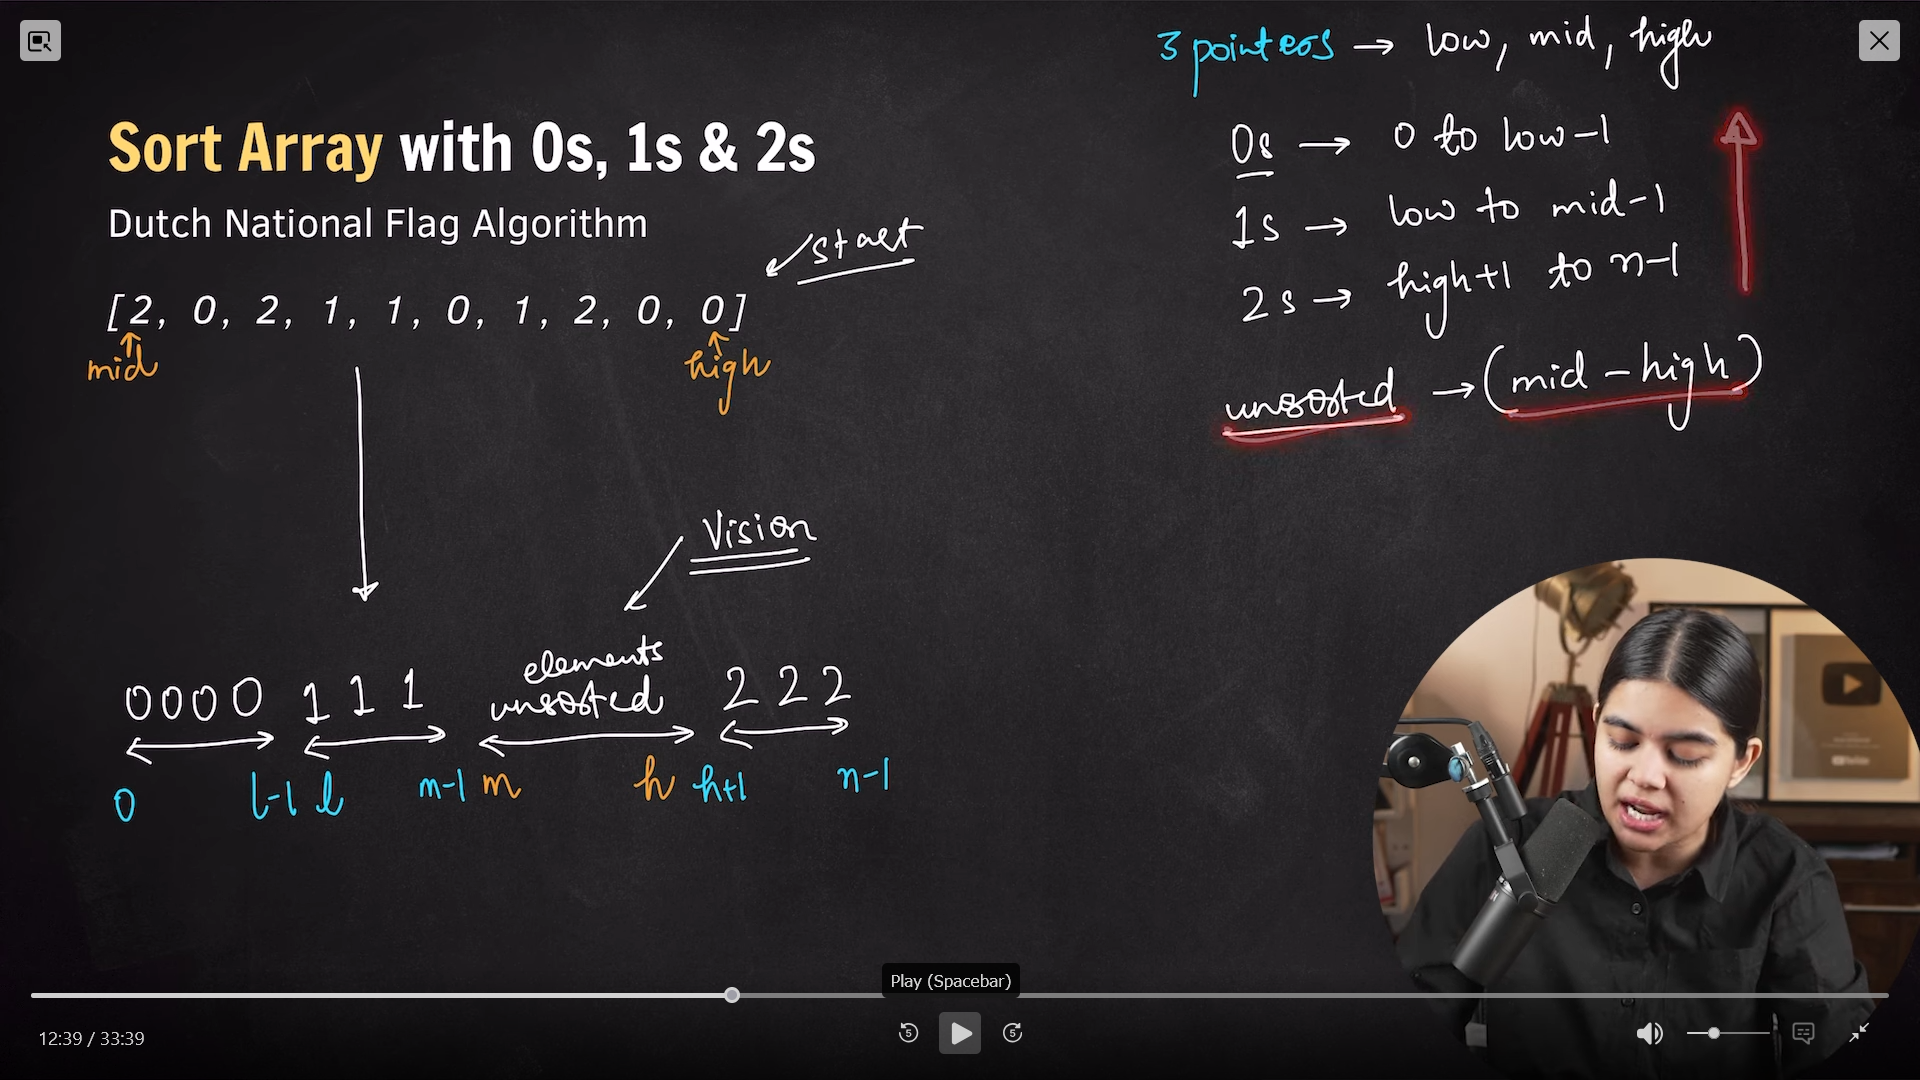 3 pointers → low, mid, high
Sort Array with 0s, 1s & 2s
Dutch National Flag Algorithm
0s → 0 to low-1
1s → low to mid-1
2s → high+1 to n-1
unsorted → (mid - high)
start
[2, 0, 2, 1, 1, 0, 1, 2, 0, 0]
mid
high
Vision
elements
0000 111 unsorted 222
0 l-1 l m-1 m h h+1 n-1
Play (Spacebar)
12:39 / 33:39
5
5